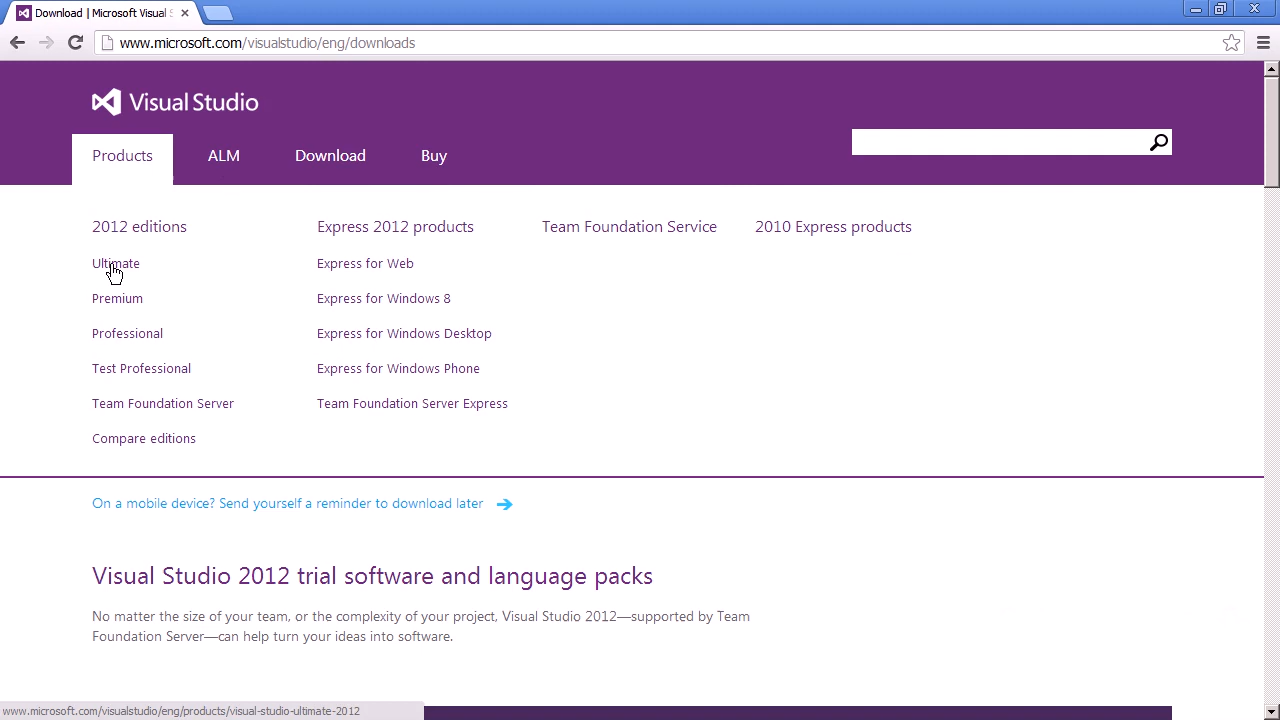 Download | Microsoft Visual S
www.microsoft.com/visualstudio/eng/downloads
Visual Studio
Products ALM Download Buy
2012 editions Express 2012 products Team Foundation Service 2010 Express products
Ultimate Express for Web
Premium Express for Windows 8
Professional Express for Windows Desktop
Test Professional Express for Windows Phone
Team Foundation Server Team Foundation Server Express
Compare editions
On a mobile device? Send yourself a reminder to download later
Visual Studio 2012 trial software and language packs
No matter the size of your team, or the complexity of your project, Visual Studio 2012—supported by Team
Foundation Server—can help turn your ideas into software.
www.microsoft.com/visualstudio/eng/products/visual-studio-ultimate-2012